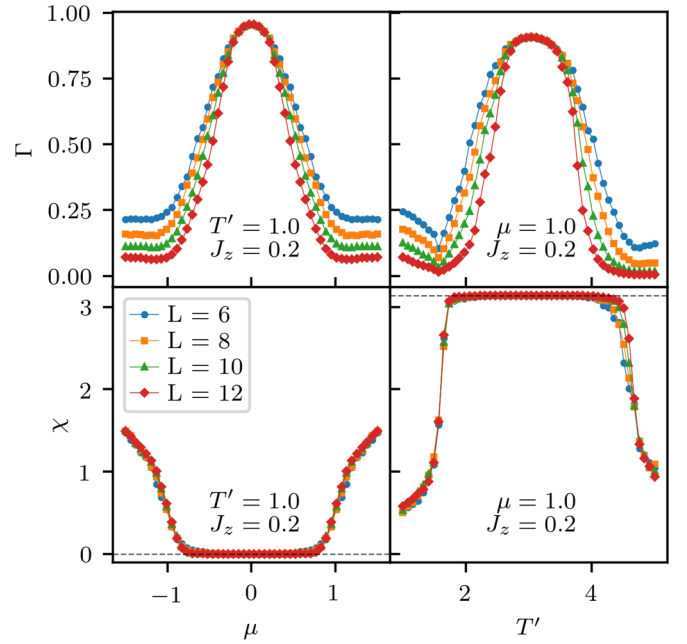 1.00
0.75
Γ
0.50
0.25
0.00
T′ = 1.0
J_z = 0.2
μ = 1.0
J_z = 0.2
3
2
χ
1
0
L = 6
L = 8
L = 10
L = 12
T′ = 1.0
J_z = 0.2
μ = 1.0
J_z = 0.2
−1 0 1
μ
2 4
T′